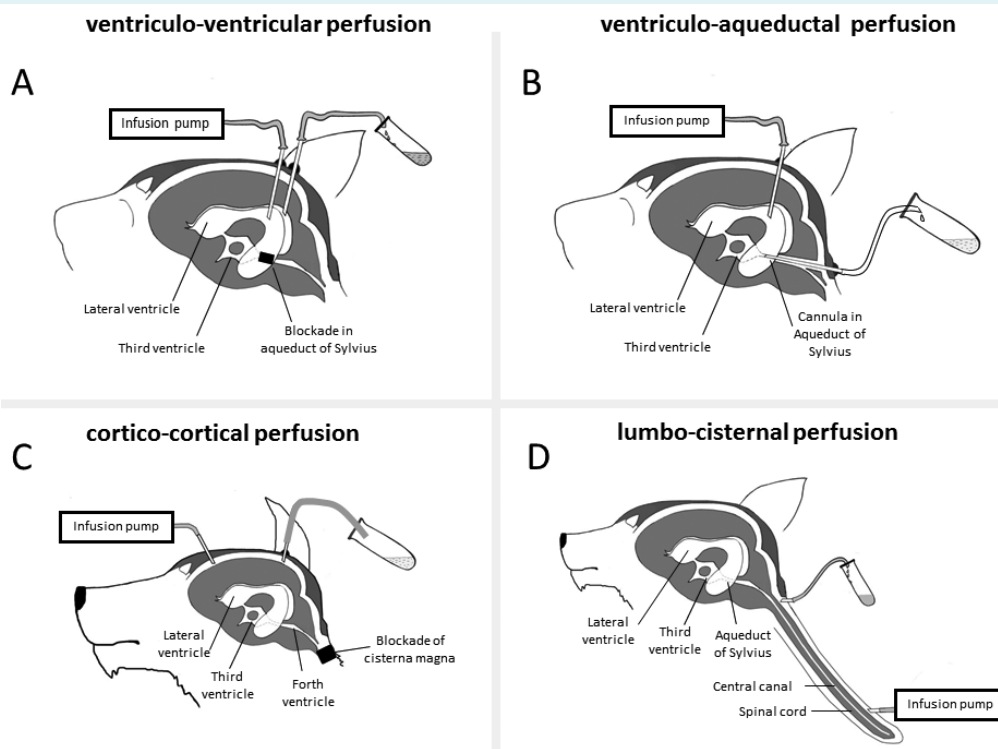 ventriculo-ventricular perfusion
A
Infusion pump
Lateral ventricle
Third ventricle
Blockade in
aqueduct of Sylvius
ventriculo-aqueductal perfusion
B
Infusion pump
Lateral ventricle
Third ventricle
Cannula in
Aqueduct of
Sylvius
cortico-cortical perfusion
C
Infusion pump
Lateral
ventricle
Third
ventricle
Forth
ventricle
Blockade of
cisterna magna
lumbo-cisternal perfusion
D
Lateral
ventricle
Third
ventricle
Aqueduct
of Sylvius
Central canal
Spinal cord
Infusion pump